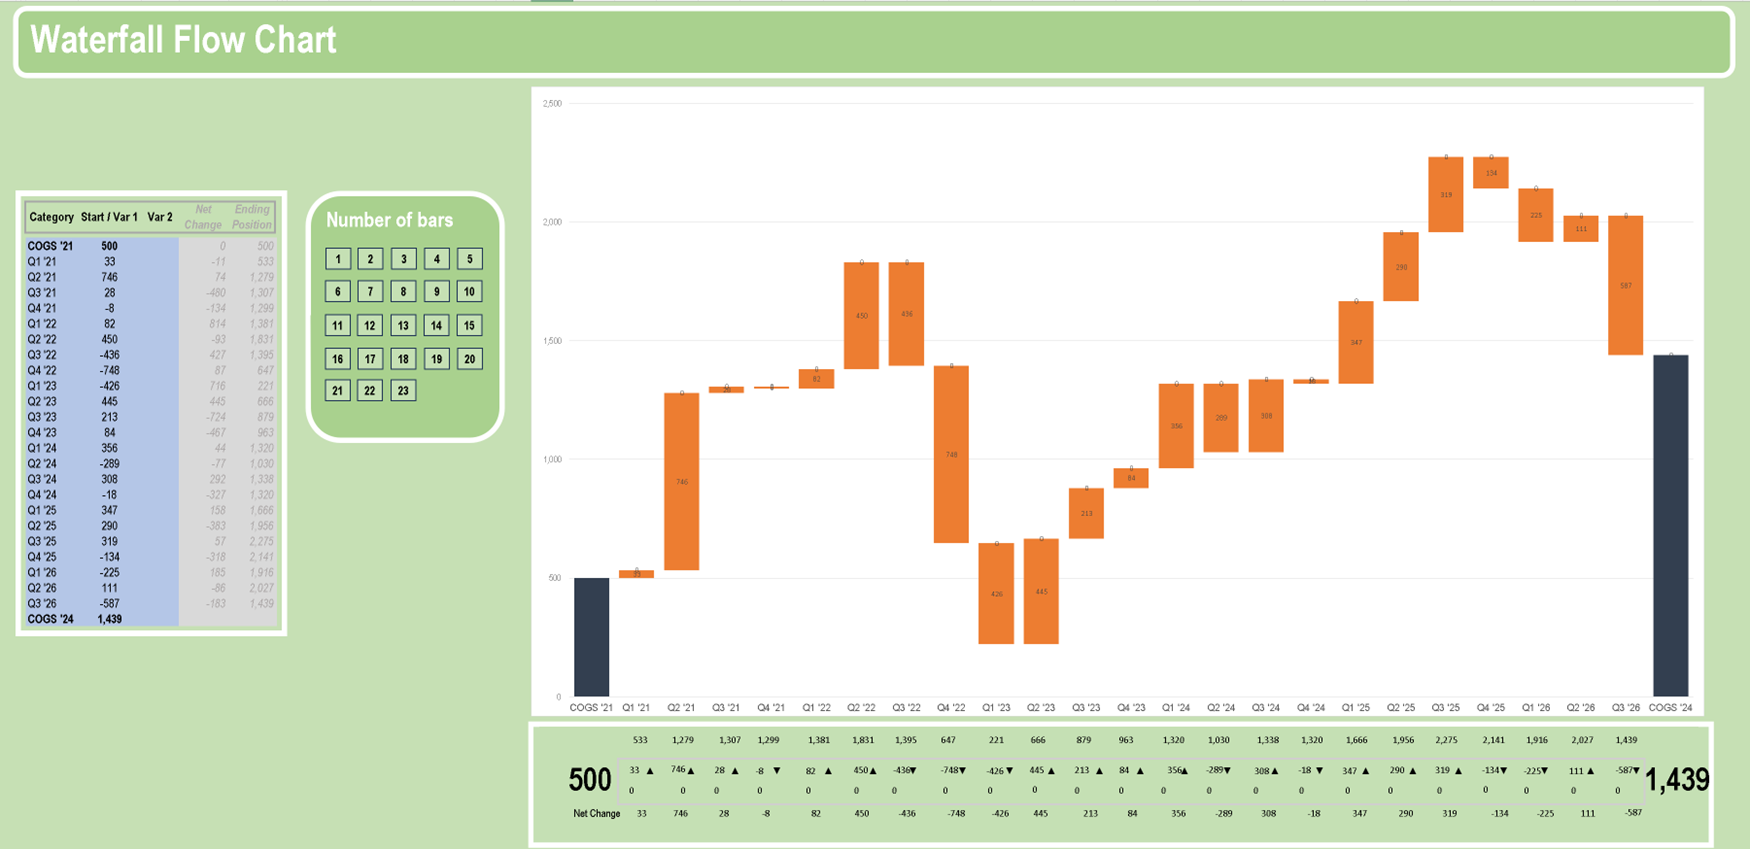 Waterfall Flow Chart
Category Start / Var 1 Var 2 Net Change Ending Position
COGS '21 500 0 500
Q1 '21 33 -11 533
Q2 '21 746 74 1,279
Q3 '21 28 -480 1,307
Q4 '21 -8 -134 1,299
Q1 '22 82 814 1,381
Q2 '22 450 -93 1,831
Q3 '22 -436 427 1,395
Q4 '22 -748 87 647
Q1 '23 -426 716 221
Q2 '23 445 445 666
Q3 '23 213 -724 879
Q4 '23 84 -467 963
Q1 '24 356 44 1,320
Q2 '24 -289 -77 1,030
Q3 '24 308 292 1,338
Q4 '24 -18 -327 1,320
Q1 '25 347 158 1,666
Q2 '25 290 -383 1,956
Q3 '25 319 57 2,275
Q4 '25 -134 -318 2,141
Q1 '26 -225 185 1,916
Q2 '26 111 -86 2,027
Q3 '26 -587 -183 1,439
COGS '24 1,439
Number of bars
1 2 3 4 5
6 7 8 9 10
11 12 13 14 15
16 17 18 19 20
21 22 23
2,500
2,000
1,500
1,000
500
0
33 746 82 450 436 748 426 445 213 84 356 289 308 347 290 319 134 225 111 587
COGS '21 Q1 '21 Q2 '21 Q3 '21 Q4 '21 Q1 '22 Q2 '22 Q3 '22 Q4 '22 Q1 '23 Q2 '23 Q3 '23 Q4 '23 Q1 '24 Q2 '24 Q3 '24 Q4 '24 Q1 '25 Q2 '25 Q3 '25 Q4 '25 Q1 '26 Q2 '26 Q3 '26 COGS '24
533 1,279 1,307 1,299 1,381 1,831 1,395 647 221 666 879 963 1,320 1,030 1,338 1,320 1,666 1,956 2,275 2,141 1,916 2,027 1,439
500 33 ▲ 746 ▲ 28 ▲ -8 ▼ 82 ▲ 450 ▲ -436 ▼ -748 ▼ -426 ▼ 445 ▲ 213 ▲ 84 ▲ 356 ▲ -289 ▼ 308 ▲ -18 ▼ 347 ▲ 290 ▲ 319 ▲ -134 ▼ -225 ▼ 111 ▲ -587 ▼ 1,439
0 0 0 0 0 0 0 0 0 0 0 0 0 0 0 0 0 0 0 0 0 0 0
Net Change 33 746 28 -8 82 450 -436 -748 -426 445 213 84 356 -289 308 -18 347 290 319 -134 -225 111 -587